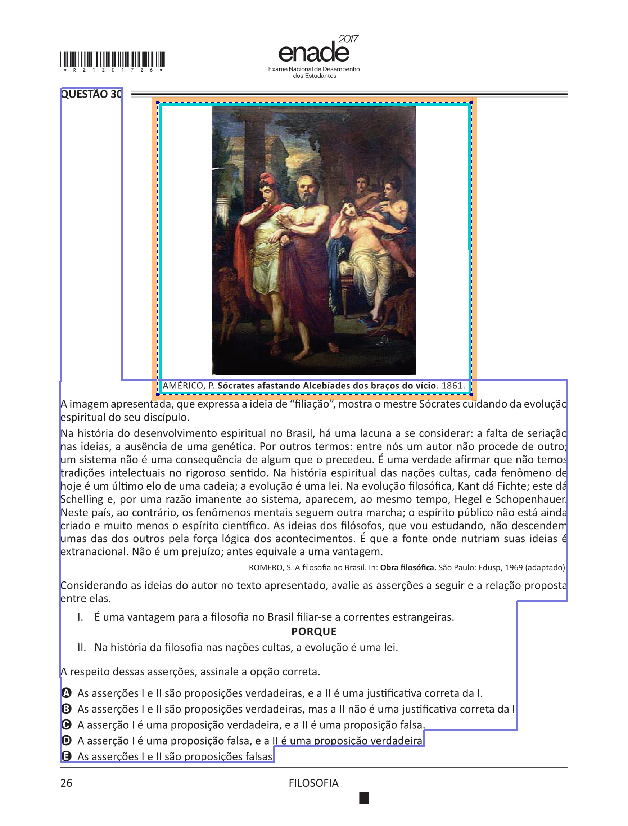 2017
enade
Exame Nacional de Desempenho
dos Estudantes
*R2120172 6*
QUESTÃO 30
AMÉRICO, P. Sócrates afastando Alcebíades dos braços do vício. 1861.
A imagem apresentada, que expressa a ideia de “filiação”, mostra o mestre Sócrates cuidando da evolução
espiritual do seu discípulo.
Na história do desenvolvimento espiritual no Brasil, há uma lacuna a se considerar: a falta de seriação
nas ideias, a ausência de uma genética. Por outros termos: entre nós um autor não procede de outro;
um sistema não é uma consequência de algum que o precedeu. É uma verdade afirmar que não temos
tradições intelectuais no rigoroso sentido. Na história espiritual das nações cultas, cada fenômeno de
hoje é um último elo de uma cadeia; a evolução é uma lei. Na evolução filosófica, Kant dá Fichte; este dá
Schelling e, por uma razão imanente ao sistema, aparecem, ao mesmo tempo, Hegel e Schopenhauer.
Neste país, ao contrário, os fenômenos mentais seguem outra marcha; o espírito público não está ainda
criado e muito menos o espírito científico. As ideias dos filósofos, que vou estudando, não descendem
umas das dos outros pela força lógica dos acontecimentos. É que a fonte onde nutriam suas ideias é
extranacional. Não é um prejuízo; antes equivale a uma vantagem.
ROMERO, S. A filosofia no Brasil. In: Obra filosófica. São Paulo: Edusp, 1969 (adaptado).
Considerando as ideias do autor no texto apresentado, avalie as asserções a seguir e a relação proposta
entre elas.
I. É uma vantagem para a filosofia no Brasil filiar-se a correntes estrangeiras.
PORQUE
II. Na história da filosofia nas nações cultas, a evolução é uma lei.
A respeito dessas asserções, assinale a opção correta.
A As asserções I e II são proposições verdadeiras, e a II é uma justificativa correta da I.
B As asserções I e II são proposições verdadeiras, mas a II não é uma justificativa correta da I
C A asserção I é uma proposição verdadeira, e a II é uma proposição falsa.
D A asserção I é uma proposição falsa, e a II é uma proposição verdadeira
E As asserções I e II são proposições falsas
26
FILOSOFIA